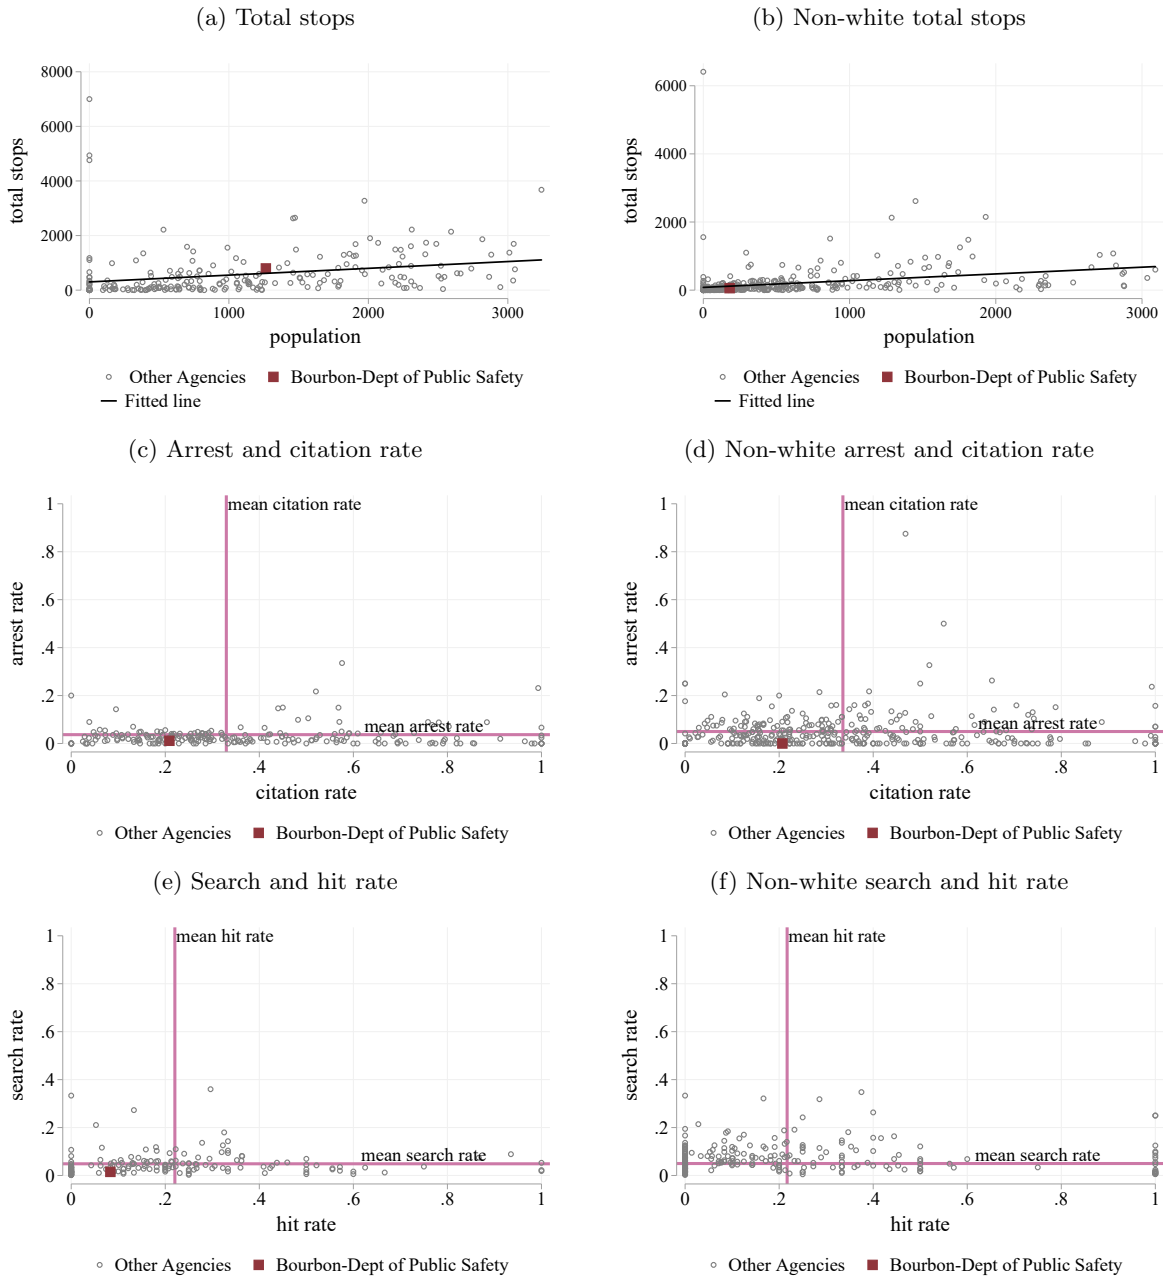 (a) Total stops
8000
6000
4000
2000
0
total stops
0 1000 2000 3000
population
Other Agencies Bourbon-Dept of Public Safety
Fitted line
(b) Non-white total stops
6000
4000
2000
0
total stops
0 1000 2000 3000
population
Other Agencies Bourbon-Dept of Public Safety
Fitted line
(c) Arrest and citation rate
1
.8
.6
.4
.2
0
arrest rate
mean citation rate
mean arrest rate
0 .2 .4 .6 .8 1
citation rate
Other Agencies Bourbon-Dept of Public Safety
(d) Non-white arrest and citation rate
1
.8
.6
.4
.2
0
arrest rate
mean citation rate
mean arrest rate
0 .2 .4 .6 .8 1
citation rate
Other Agencies Bourbon-Dept of Public Safety
(e) Search and hit rate
1
.8
.6
.4
.2
0
search rate
mean hit rate
mean search rate
0 .2 .4 .6 .8 1
hit rate
Other Agencies Bourbon-Dept of Public Safety
(f) Non-white search and hit rate
1
.8
.6
.4
.2
0
search rate
mean hit rate
mean search rate
0 .2 .4 .6 .8 1
hit rate
Other Agencies Bourbon-Dept of Public Safety